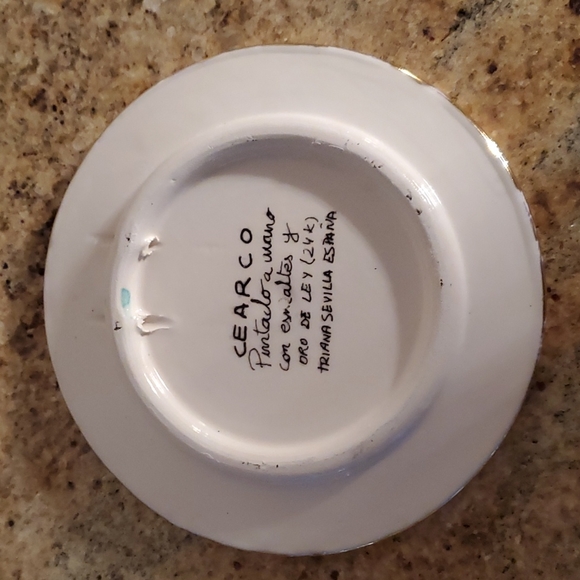 CEARCO
Pintado a mano
con esmaltes y
ORO DE LEY (24k)
TRIANA SEVILLA ESPAÑA